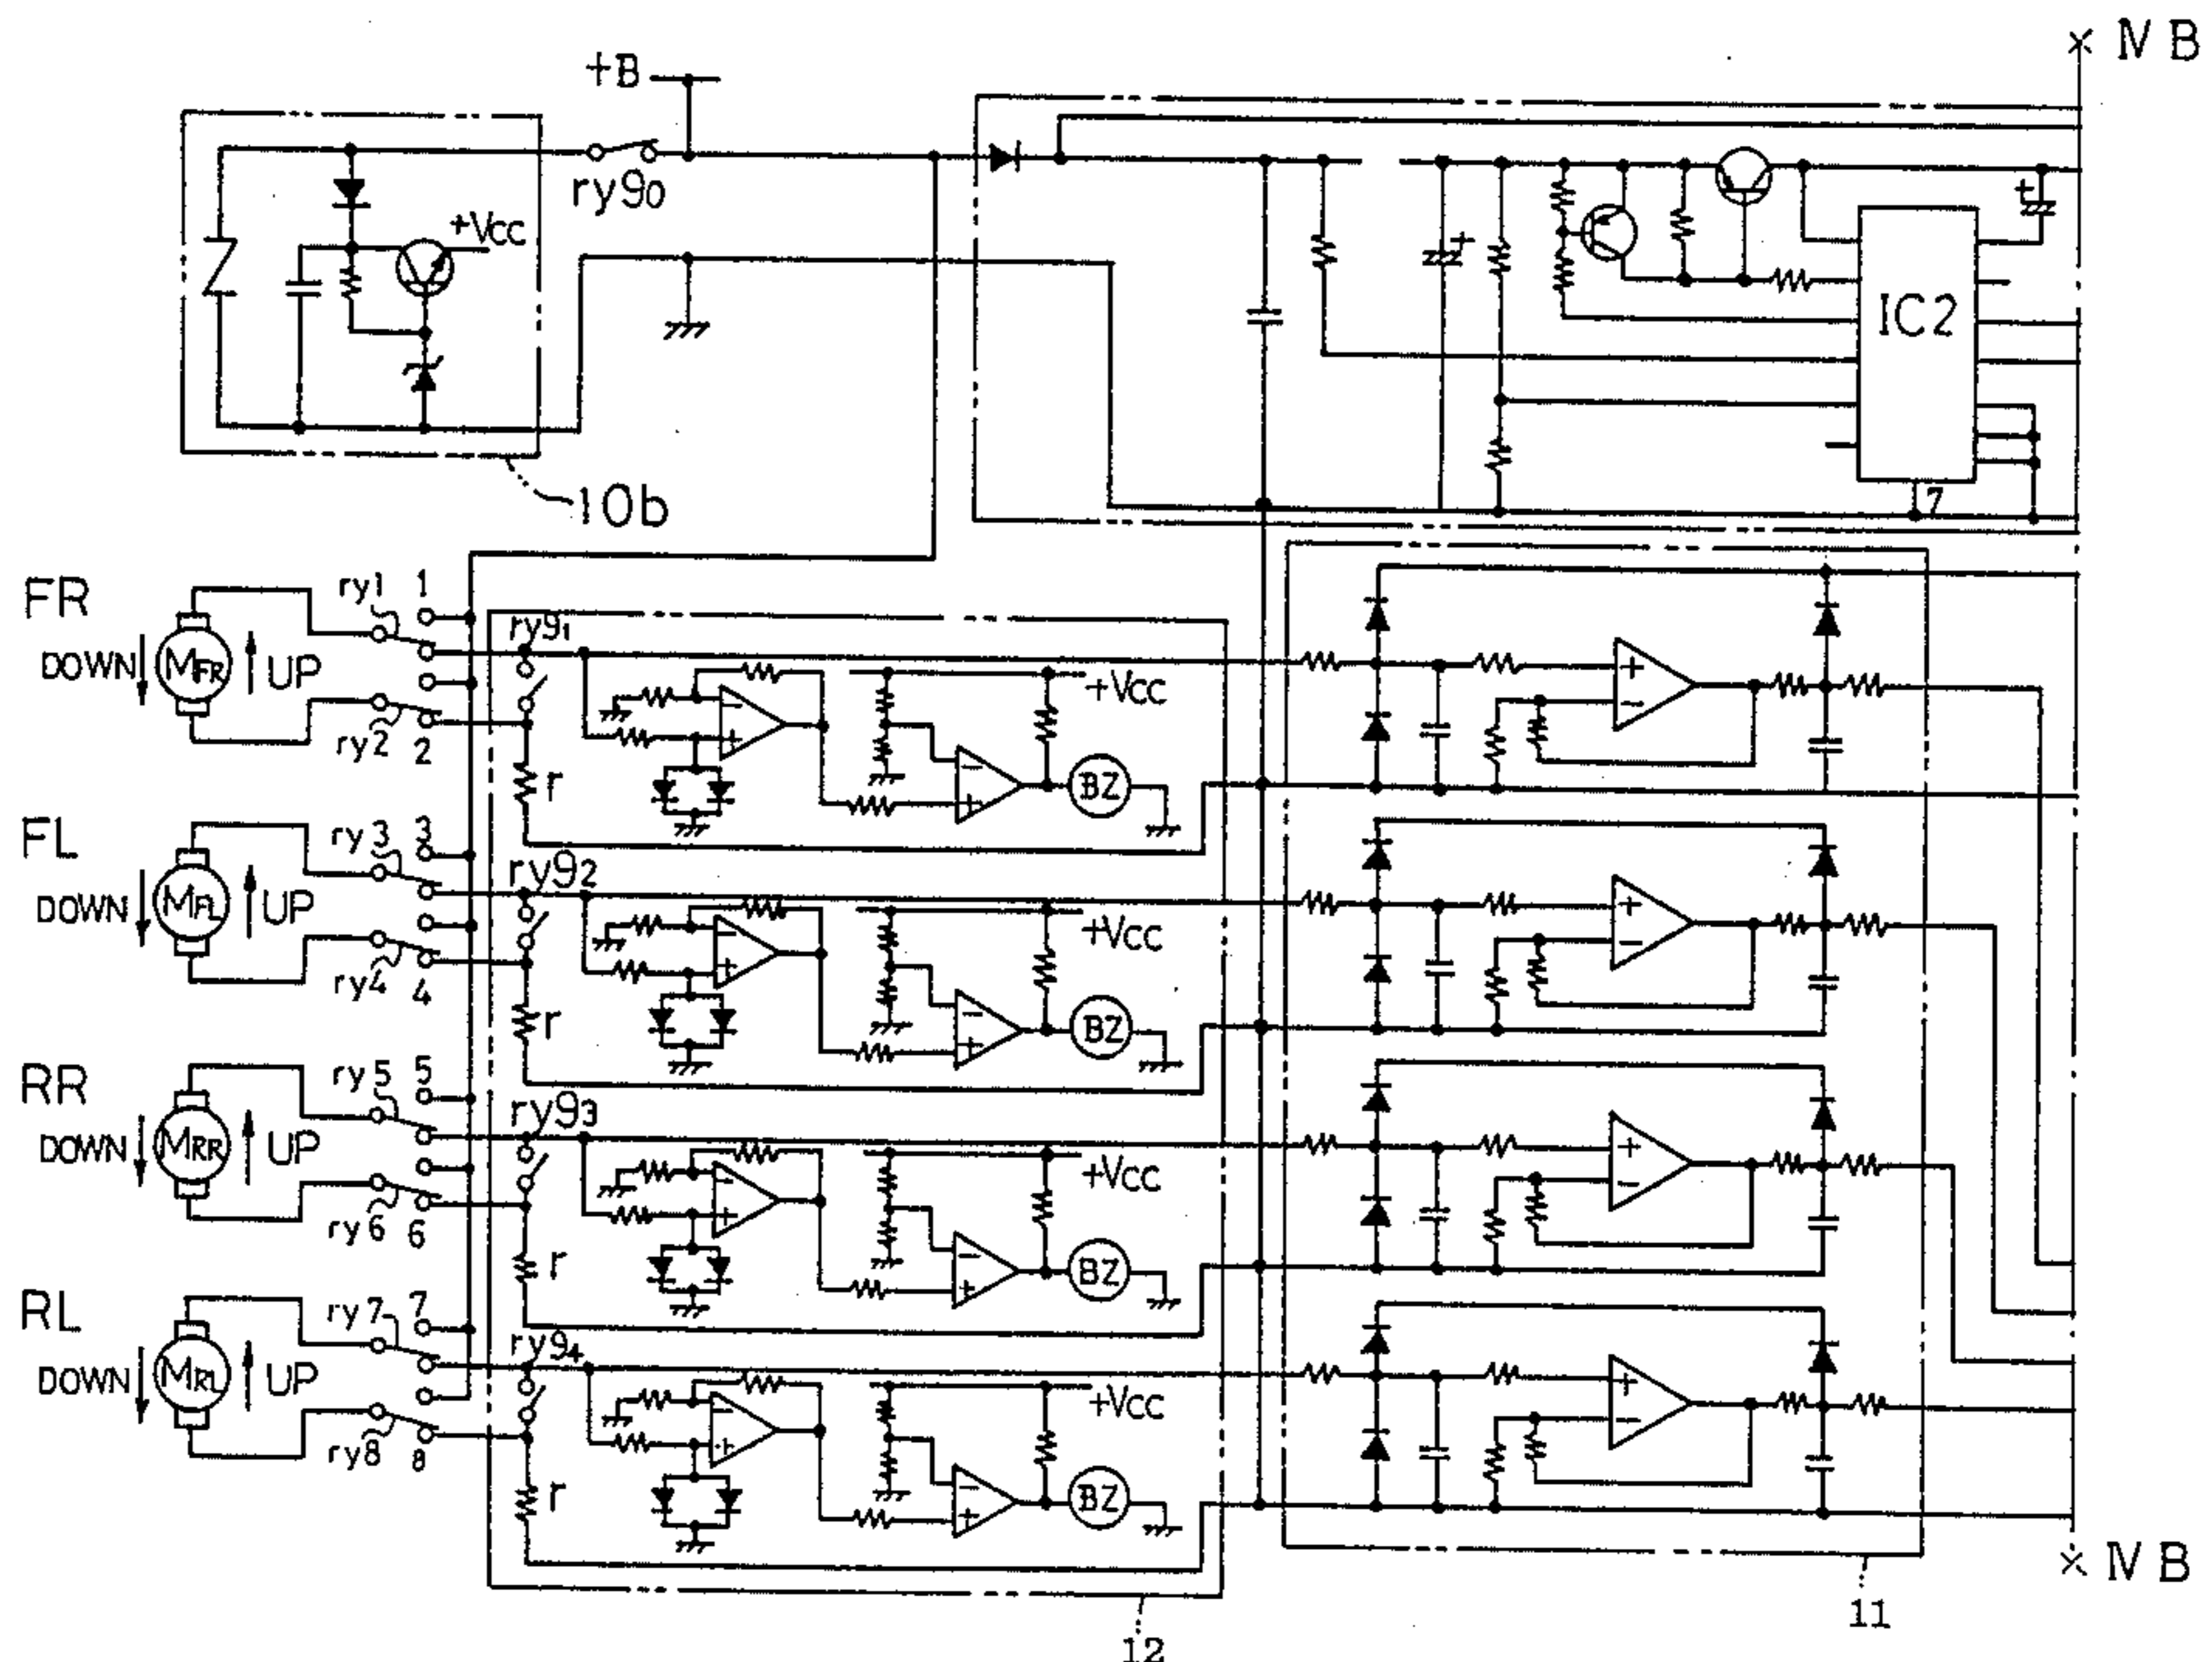 IV B
+B
ry9₀
+Vcc
IC2
7
10b
FR
DOWN
MFR
UP
ry1
1
ry2
2
ry9₁
r
+Vcc
BZ
FL
DOWN
MFL
UP
ry3
3
ry4
4
ry9₂
r
+Vcc
BZ
RR
DOWN
MRR
UP
ry5
5
ry6
6
ry9₃
r
+Vcc
BZ
RL
DOWN
MRL
UP
ry7
7
ry8
8
ry9₄
r
+Vcc
BZ
IV B
11
12